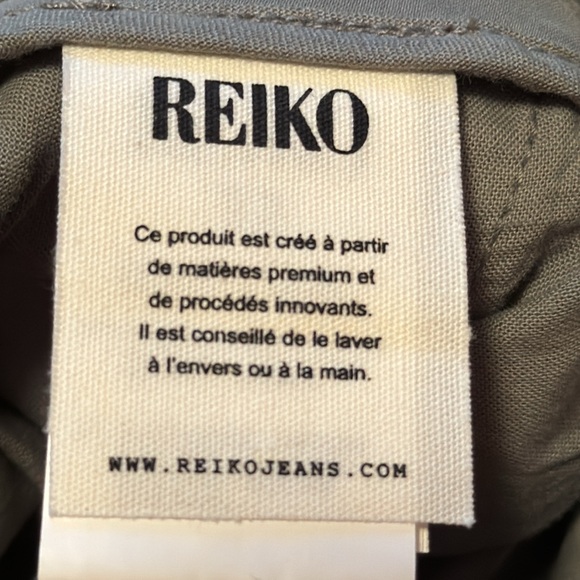 REIKO
Ce produit est créé à partir
de matières premium et
de procédés innovants.
Il est conseillé de le laver
à l'envers ou à la main.
WWW.REIKOJEANS.COM